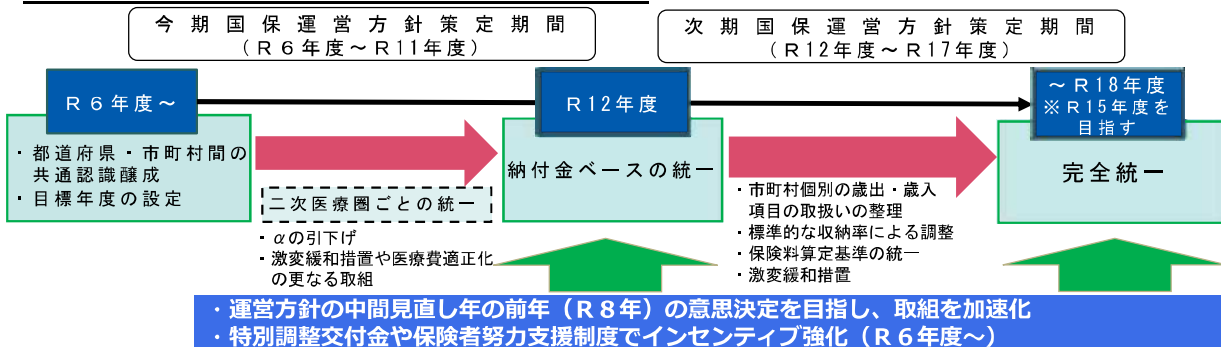 今期国保運営方針策定期間
（Ｒ６年度～Ｒ11年度）
次期国保運営方針策定期間
（Ｒ12年度～Ｒ17年度）
Ｒ６年度～
Ｒ12年度
～Ｒ18年度
※Ｒ15年度を
目指す
・都道府県・市町村間の
共通認識醸成
・目標年度の設定
二次医療圏ごとの統一
・αの引下げ
・激変緩和措置や医療費適正化
の更なる取組
納付金ベースの統一
・市町村個別の歳出・歳入
項目の取扱いの整理
・標準的な収納率による調整
・保険料算定基準の統一
・激変緩和措置
完全統一
・運営方針の中間見直し年の前年（Ｒ８年）の意思決定を目指し、取組を加速化
・特別調整交付金や保険者努力支援制度でインセンティブ強化（Ｒ６年度～）